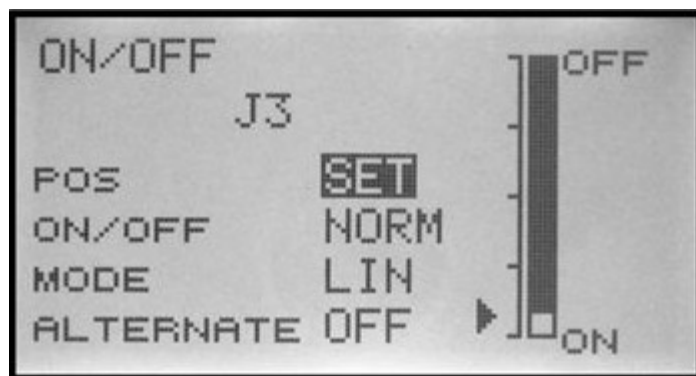 ON/OFF
OFF
J3
POS SET
ON/OFF NORM
MODE LIN
ALTERNATE OFF
ON